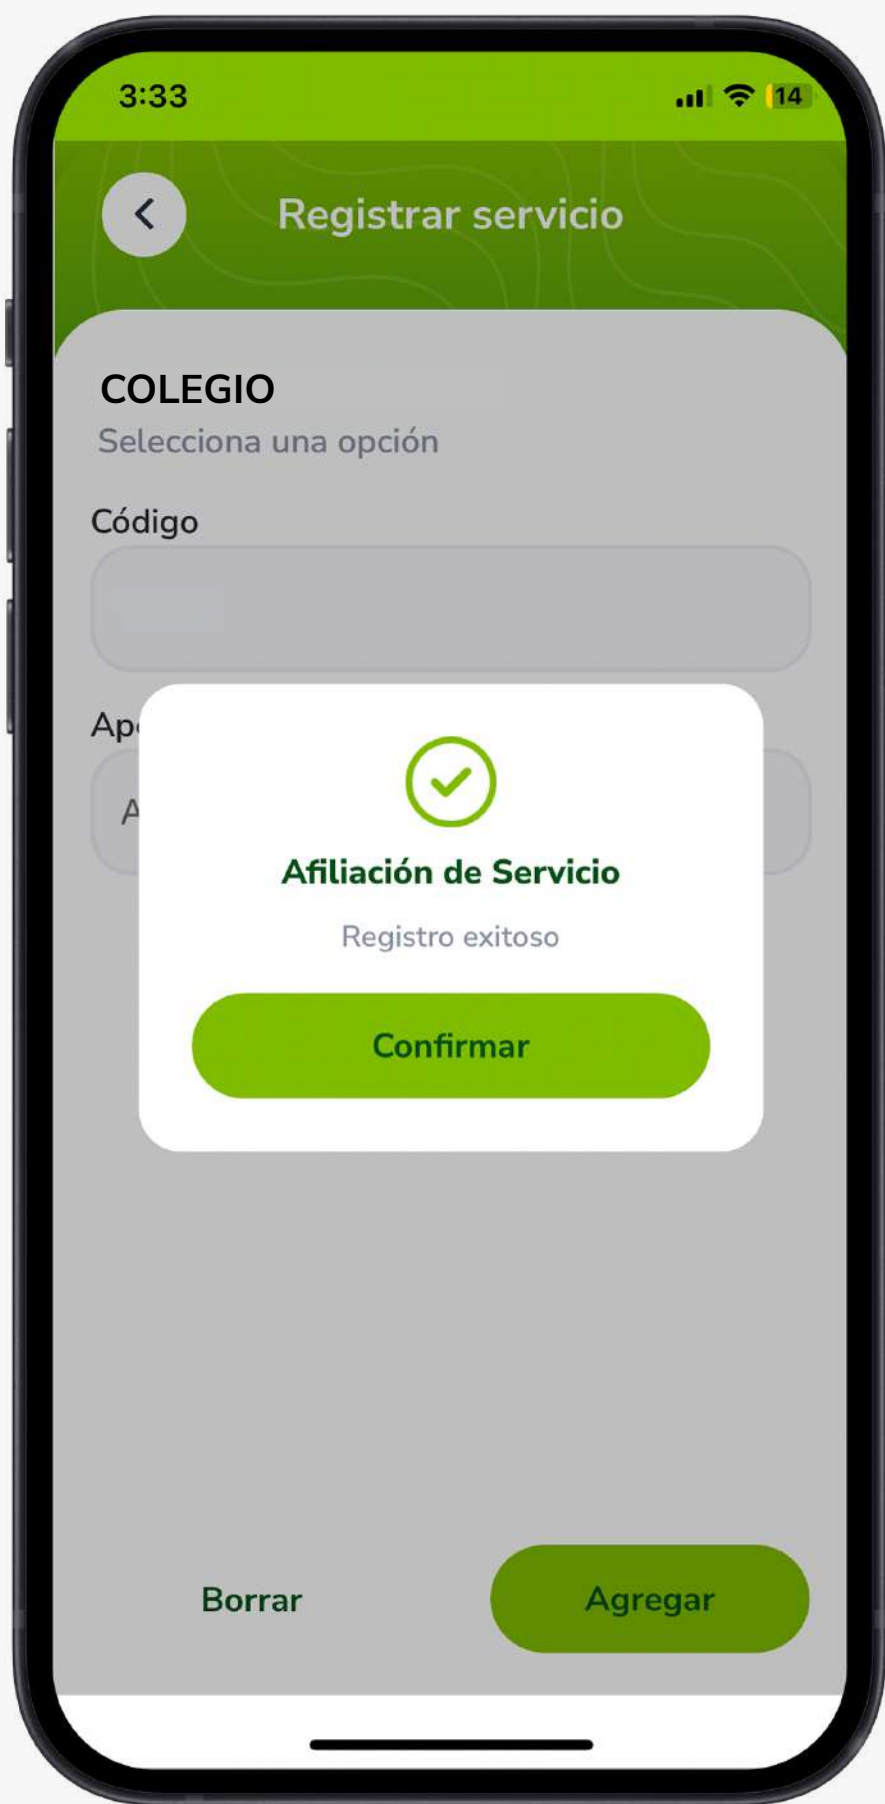 3:33
14
Registrar servicio
COLEGIO
Selecciona una opción
Código
Afiliación de Servicio
Registro exitoso
Confirmar
Borrar
Agregar